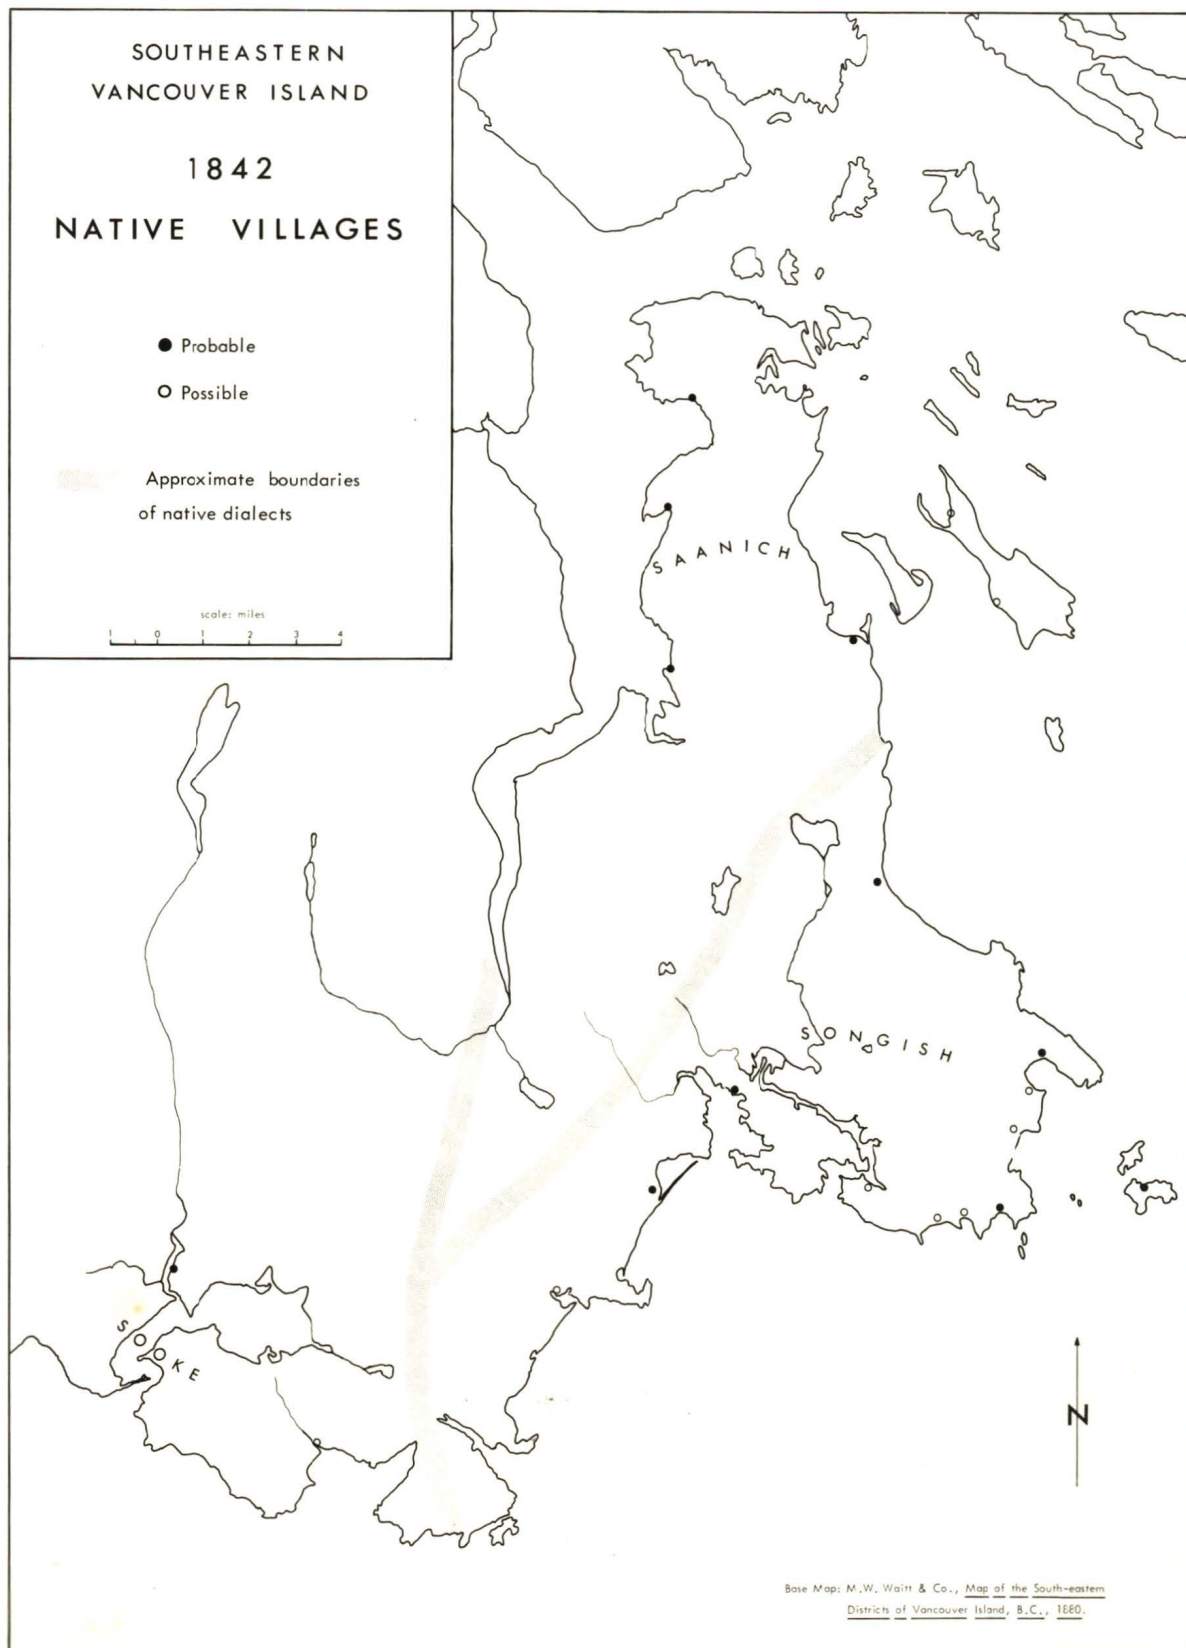 SOUTHEASTERN
VANCOUVER ISLAND
1842
NATIVE VILLAGES
Probable
Possible
Approximate boundaries
of native dialects
scale: miles
1 0 1 2 3 4
SAANICH
SONGISH
SOOKE
N
Base Map: M.W. Waitt & Co., Map of the South-eastern
Districts of Vancouver Island, B.C., 1880.